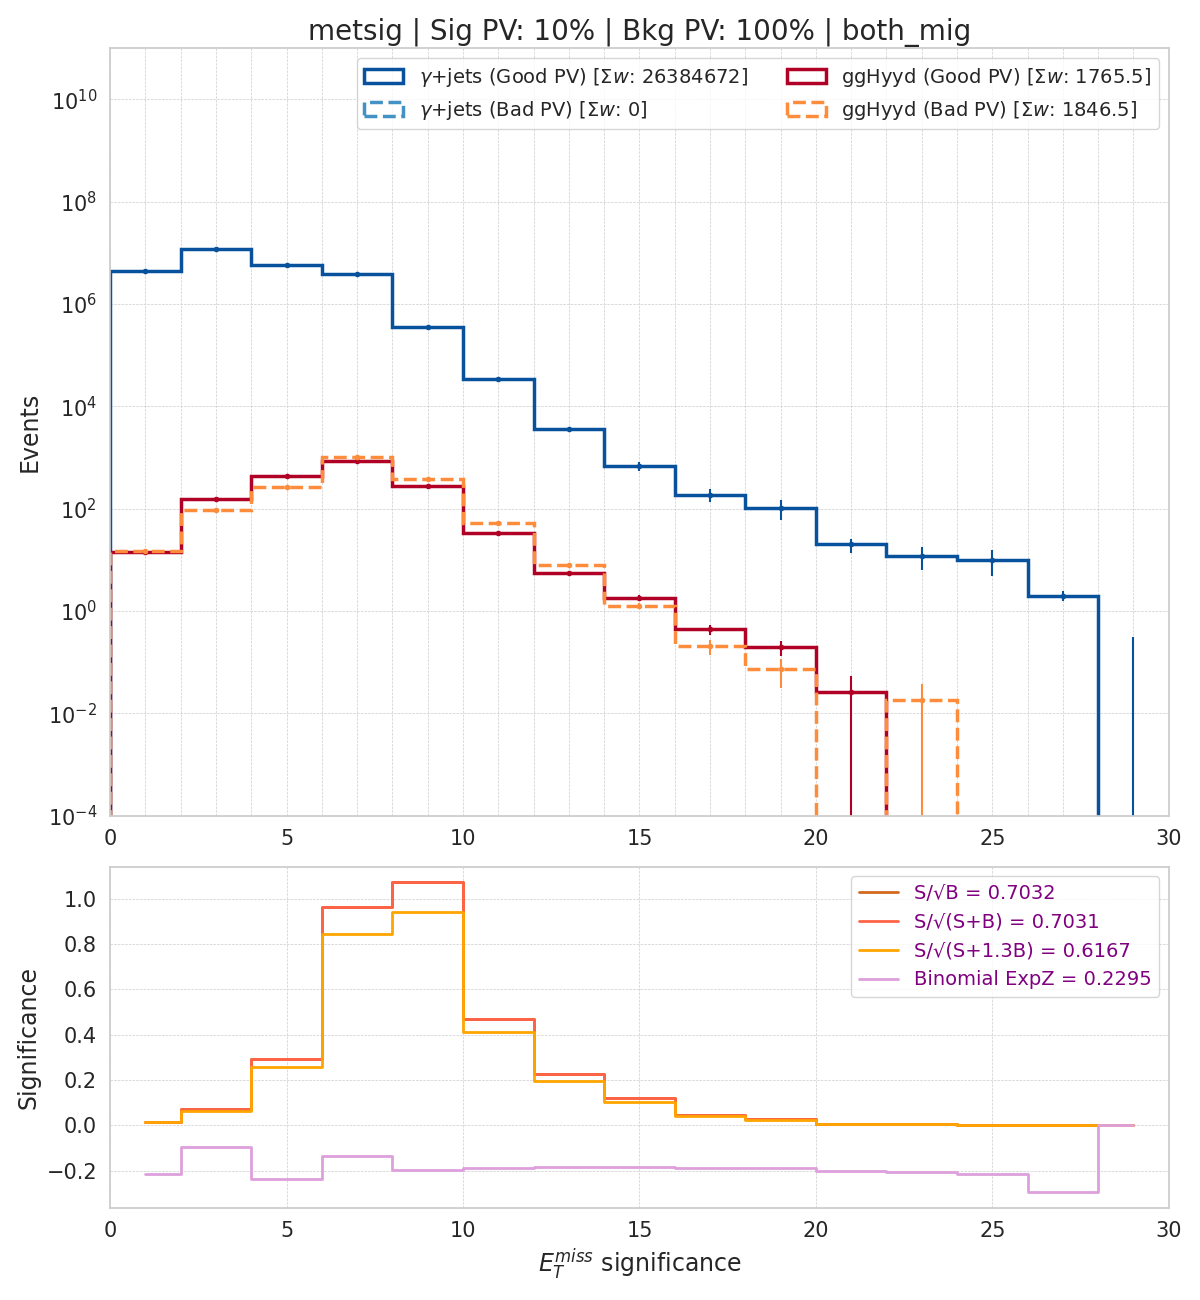 metsig | Sig PV: 10% | Bkg PV: 100% | both_mig
γ+jets (Good PV) [Σw: 26384672]
γ+jets (Bad PV) [Σw: 0]
ggHyyd (Good PV) [Σw: 1765.5]
ggHyyd (Bad PV) [Σw: 1846.5]
Events
10^10
10^8
10^6
10^4
10^2
10^0
10^−2
10^−4
0 5 10 15 20 25 30
S/√B = 0.7032
S/√(S+B) = 0.7031
S/√(S+1.3B) = 0.6167
Binomial ExpZ = 0.2295
Significance
1.0
0.8
0.6
0.4
0.2
0.0
−0.2
0 5 10 15 20 25 30
E_T^miss significance